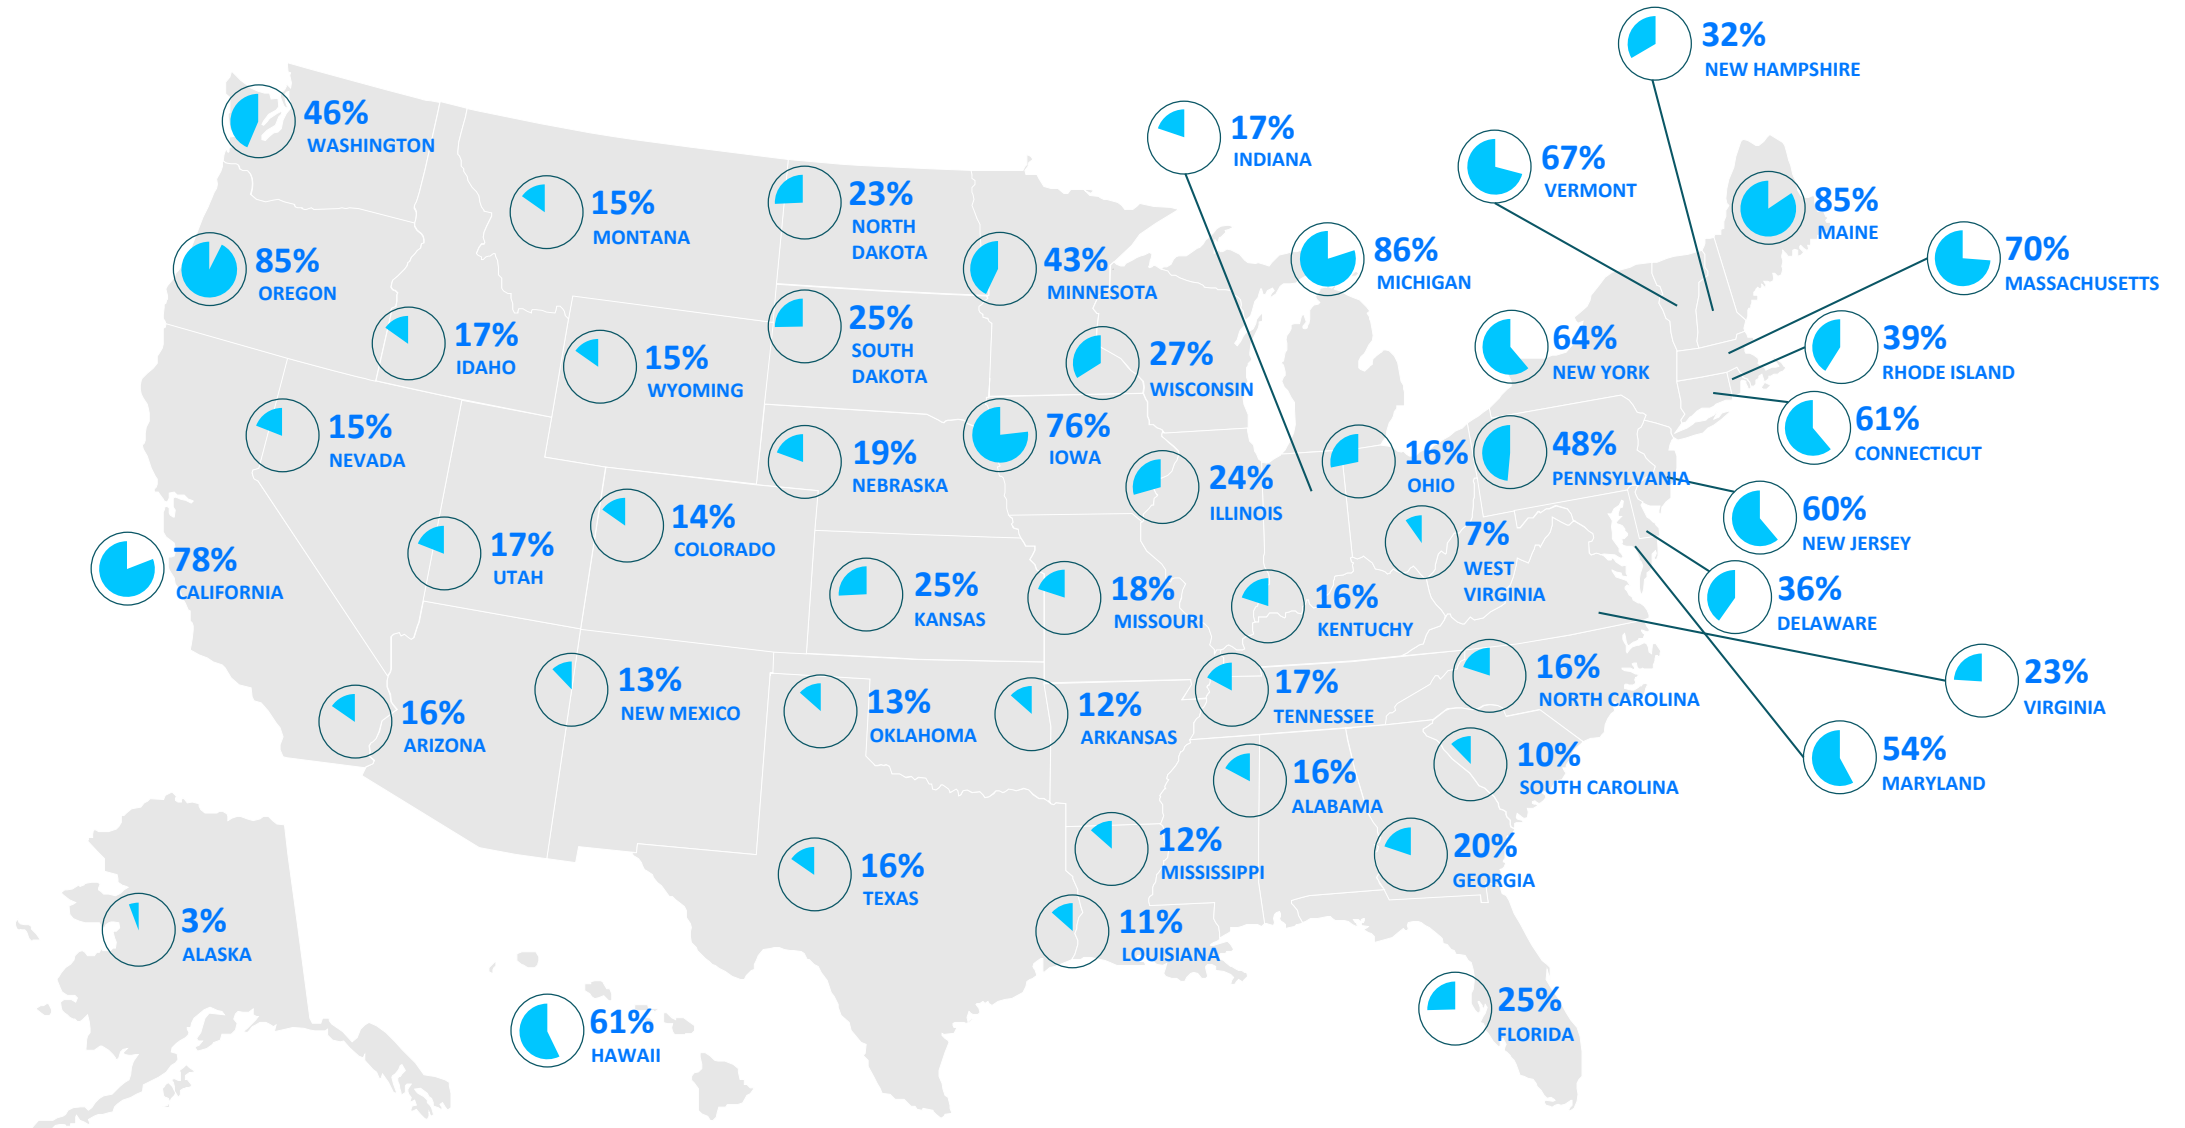 32%
NEW HAMPSHIRE
46%
WASHINGTON
17%
INDIANA
67%
VERMONT
15%
MONTANA
23%
NORTH
DAKOTA
85%
MAINE
85%
OREGON
43%
MINNESOTA
86%
MICHIGAN
70%
MASSACHUSETTS
17%
IDAHO
15%
WYOMING
25%
SOUTH
DAKOTA
27%
WISCONSIN
64%
NEW YORK
39%
RHODE ISLAND
15%
NEVADA
19%
NEBRASKA
76%
IOWA
24%
ILLINOIS
16%
OHIO
48%
PENNSYLVANIA
61%
CONNECTICUT
78%
CALIFORNIA
17%
UTAH
14%
COLORADO
25%
KANSAS
18%
MISSOURI
16%
KENTUCHY
7%
WEST
VIRGINIA
60%
NEW JERSEY
36%
DELAWARE
16%
ARIZONA
13%
NEW MEXICO
13%
OKLAHOMA
12%
ARKANSAS
17%
TENNESSEE
16%
NORTH CAROLINA
23%
VIRGINIA
16%
ALABAMA
10%
SOUTH CAROLINA
54%
MARYLAND
16%
TEXAS
12%
MISSISSIPPI
20%
GEORGIA
3%
ALASKA
11%
LOUISIANA
61%
HAWAII
25%
FLORIDA